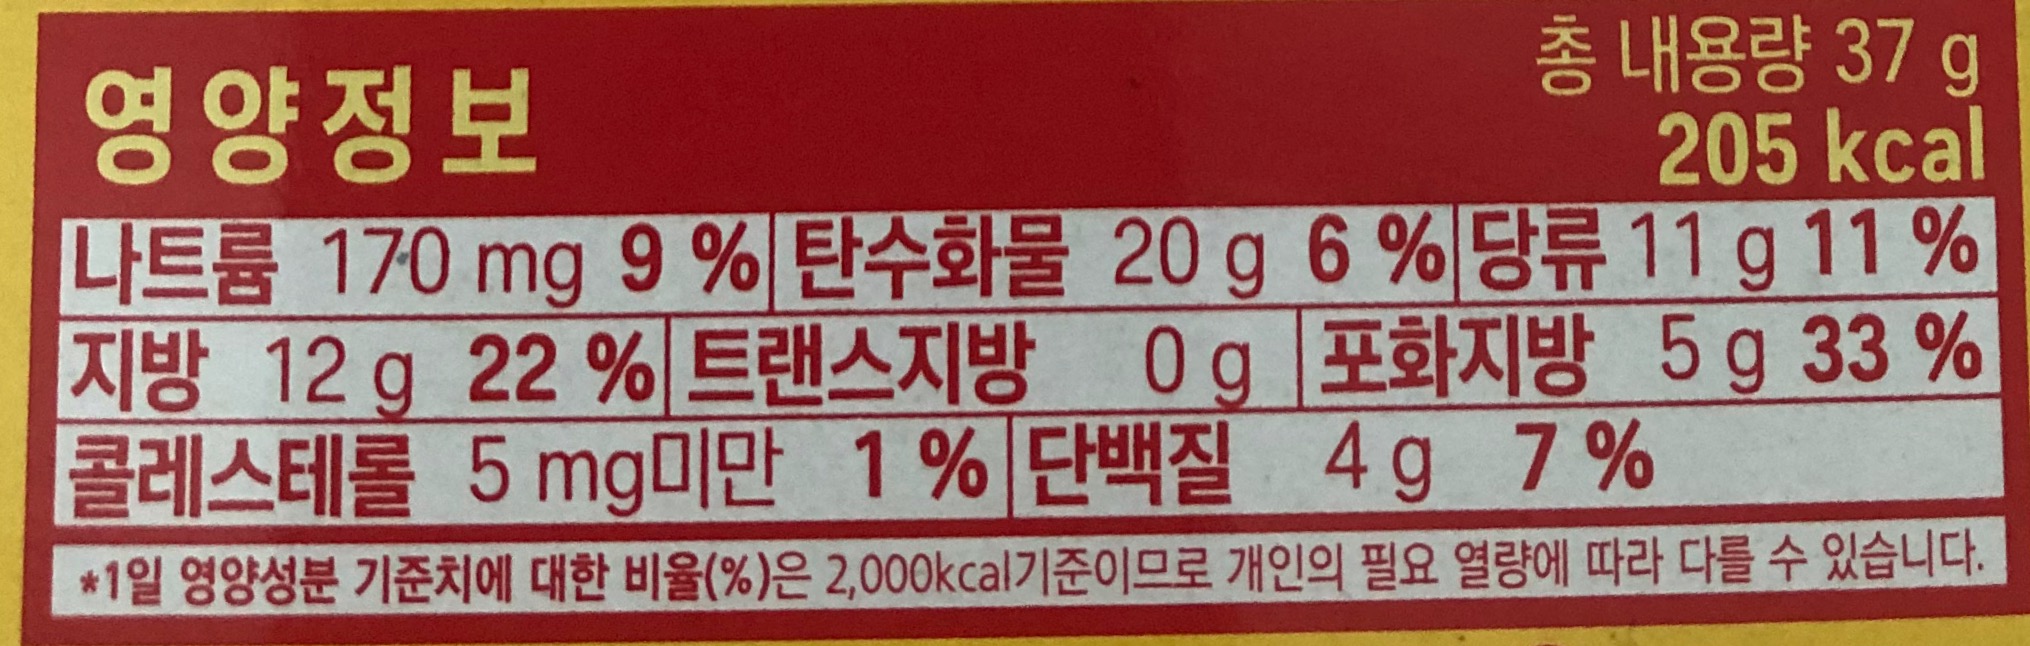 영양정보
총 내용량 37 g
205 kcal
나트륨 170 mg 9 % 탄수화물 20 g 6 % 당류 11 g 11 %
지방 12 g 22 % 트랜스지방 0 g 포화지방 5 g 33 %
콜레스테롤 5 mg미만 1 % 단백질 4 g 7 %
*1일 영양성분 기준치에 대한 비율(%)은 2,000kcal기준이므로 개인의 필요 열량에 따라 다를 수 있습니다.